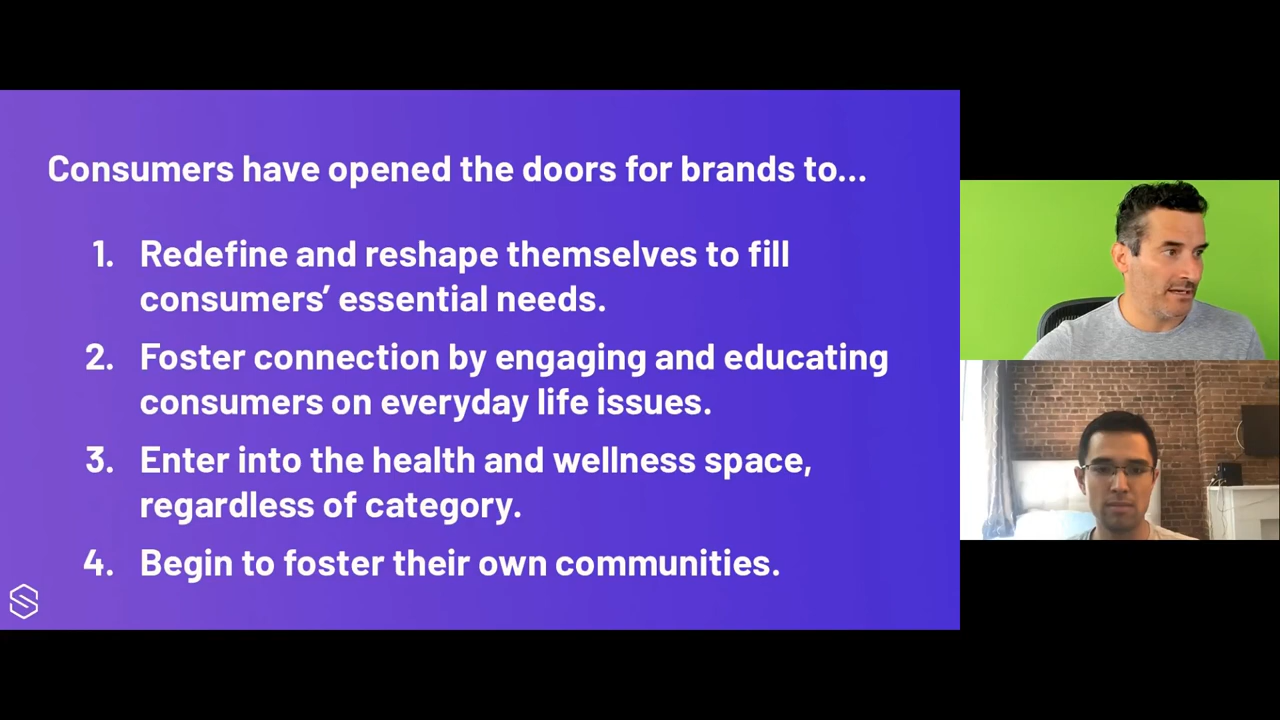 Consumers have opened the doors for brands to...
1. Redefine and reshape themselves to fill
consumers’ essential needs.
2. Foster connection by engaging and educating
consumers on everyday life issues.
3. Enter into the health and wellness space,
regardless of category.
4. Begin to foster their own communities.